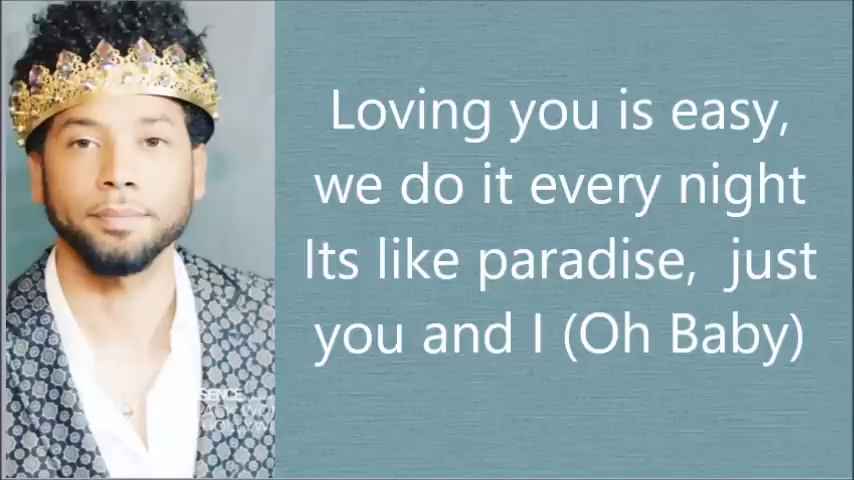 Loving you is easy,
we do it every night
Its like paradise,  just
you and I (Oh Baby)